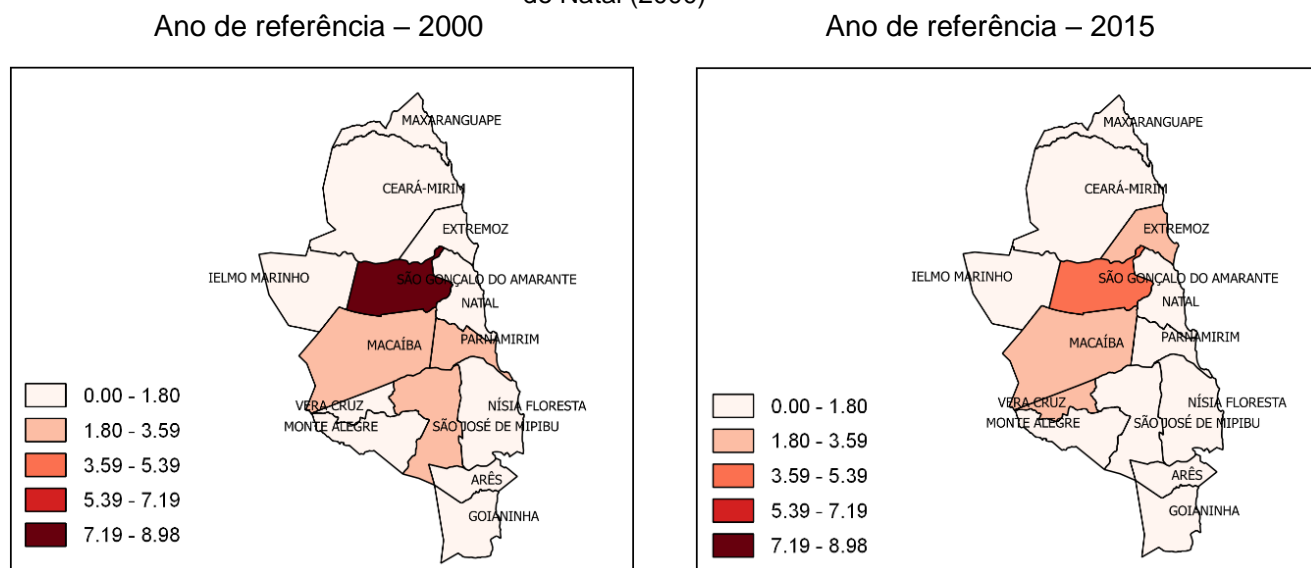 de Natal (2000)
Ano de referência – 2000
MAXARANGUAPE
CEARÁ-MIRIM
EXTREMOZ
IELMO MARINHO
SÃO GONÇALO DO AMARANTE
NATAL
MACAÍBA
PARNAMIRIM
VERA CRUZ
NÍSIA FLORESTA
MONTE ALEGRE
SÃO JOSÉ DE MIPIBU
ARÊS
GOIANINHA
0.00 - 1.80
1.80 - 3.59
3.59 - 5.39
5.39 - 7.19
7.19 - 8.98
Ano de referência – 2015
MAXARANGUAPE
CEARÁ-MIRIM
EXTREMOZ
IELMO MARINHO
SÃO GONÇALO DO AMARANTE
NATAL
MACAÍBA
PARNAMIRIM
VERA CRUZ
NÍSIA FLORESTA
MONTE ALEGRE
SÃO JOSÉ DE MIPIBU
ARÊS
GOIANINHA
0.00 - 1.80
1.80 - 3.59
3.59 - 5.39
5.39 - 7.19
7.19 - 8.98